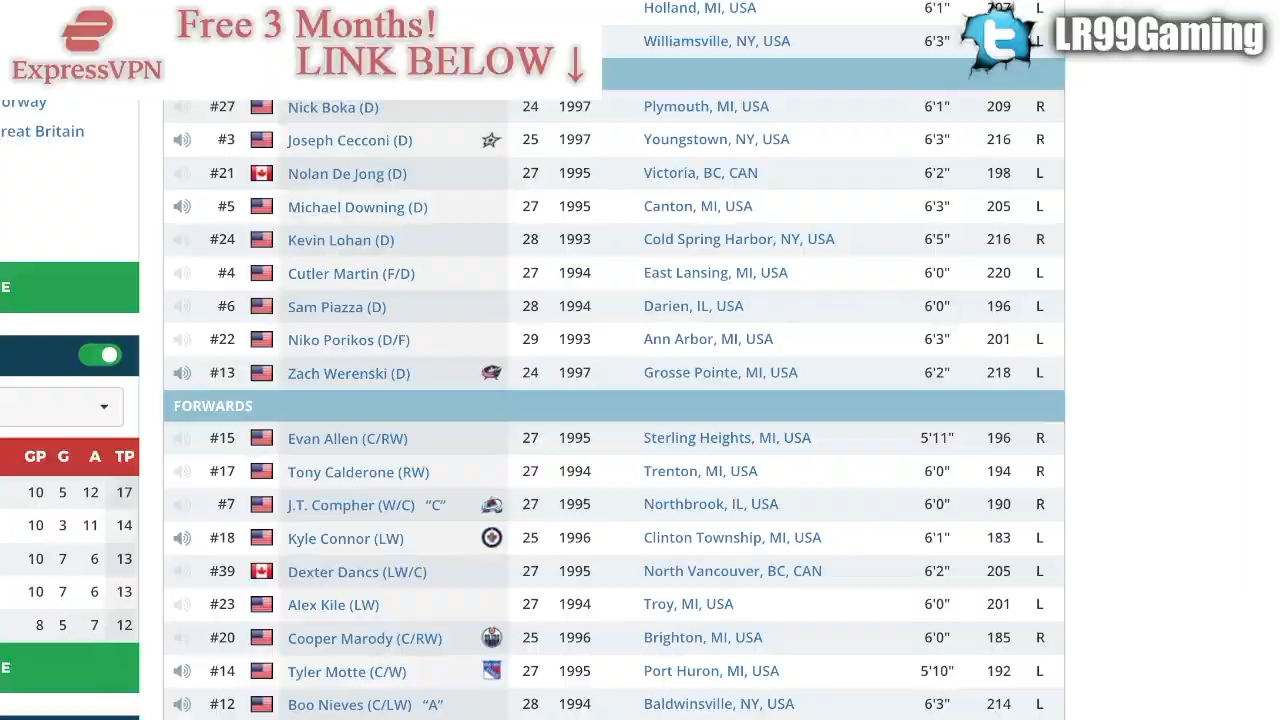 Holland, MI, USA 6'1" 207 L
Free 3 Months!
Williamsville, NY, USA 6'3" L
LR99Gaming
ExpressVPN
LINK BELOW ↓
reat Britain
#27 Nick Boka (D) 24 1997 Plymouth, MI, USA 6'1" 209 R
#3 Joseph Cecconi (D) 25 1997 Youngstown, NY, USA 6'3" 216 R
#21 Nolan De Jong (D) 27 1995 Victoria, BC, CAN 6'2" 198 L
#5 Michael Downing (D) 27 1995 Canton, MI, USA 6'3" 205 L
#24 Kevin Lohan (D) 28 1993 Cold Spring Harbor, NY, USA 6'5" 216 R
#4 Cutler Martin (F/D) 27 1994 East Lansing, MI, USA 6'0" 220 L
E
#6 Sam Piazza (D) 28 1994 Darien, IL, USA 6'0" 196 L
#22 Niko Porikos (D/F) 29 1993 Ann Arbor, MI, USA 6'3" 201 L
#13 Zach Werenski (D) 24 1997 Grosse Pointe, MI, USA 6'2" 218 L
FORWARDS
#15 Evan Allen (C/RW) 27 1995 Sterling Heights, MI, USA 5'11" 196 R
GP G A TP
#17 Tony Calderone (RW) 27 1994 Trenton, MI, USA 6'0" 194 R
10 5 12 17
#7 J.T. Compher (W/C) “C” 27 1995 Northbrook, IL, USA 6'0" 190 R
10 3 11 14
#18 Kyle Connor (LW) 25 1996 Clinton Township, MI, USA 6'1" 183 L
10 7 6 13
#39 Dexter Dancs (LW/C) 27 1995 North Vancouver, BC, CAN 6'2" 205 L
10 7 6 13
#23 Alex Kile (LW) 27 1994 Troy, MI, USA 6'0" 201 L
8 5 7 12
#20 Cooper Marody (C/RW) 25 1996 Brighton, MI, USA 6'0" 185 R
E
#14 Tyler Motte (C/W) 27 1995 Port Huron, MI, USA 5'10" 192 L
#12 Boo Nieves (C/LW) “A” 28 1994 Baldwinsville, NY, USA 6'3" 214 L